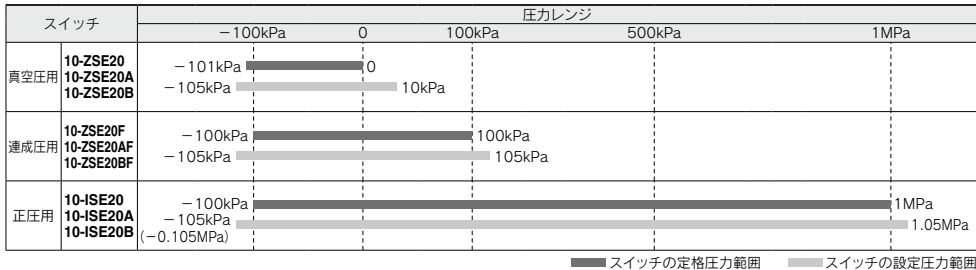 スイッチ
圧力レンジ
－100kPa 0 100kPa 500kPa 1MPa
真空圧用
10-ZSE20
10-ZSE20A
10-ZSE20B
－101kPa 0
－105kPa 10kPa
連成圧用
10-ZSE20F
10-ZSE20AF
10-ZSE20BF
－100kPa 100kPa
－105kPa 105kPa
正圧用
10-ISE20
10-ISE20A
10-ISE20B
－100kPa 1MPa
－105kPa 1.05MPa
(－0.105MPa)
スイッチの定格圧力範囲 スイッチの設定圧力範囲